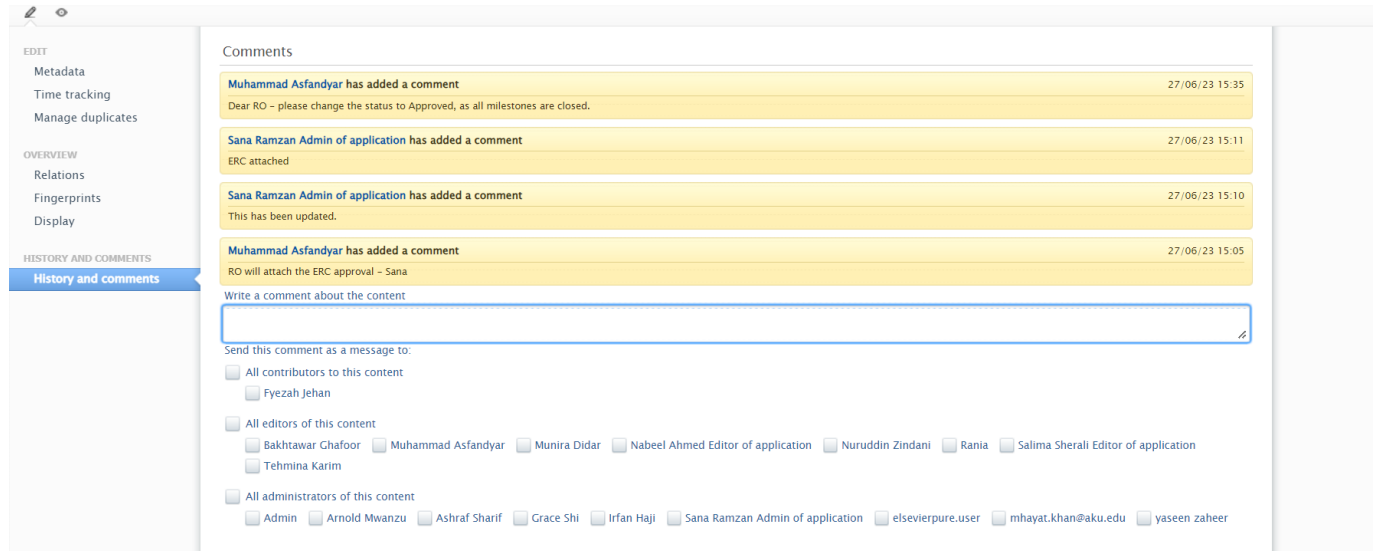 EDIT
Metadata
Time tracking
Manage duplicates
OVERVIEW
Relations
Fingerprints
Display
HISTORY AND COMMENTS
History and comments
Comments
Muhammad Asfandyar has added a comment 27/06/23 15:35
Dear RO – please change the status to Approved, as all milestones are closed.
Sana Ramzan Admin of application has added a comment 27/06/23 15:11
ERC attached
Sana Ramzan Admin of application has added a comment 27/06/23 15:10
This has been updated.
Muhammad Asfandyar has added a comment 27/06/23 15:05
RO will attach the ERC approval – Sana
Write a comment about the content
Send this comment as a message to:
All contributors to this content
Fyezah Jehan
All editors of this content
Bakhtawar Ghafoor Muhammad Asfandyar Munira Didar Nabeel Ahmed Editor of application Nuruddin Zindani Rania Salima Sherali Editor of application
Tehmina Karim
All administrators of this content
Admin Arnold Mwanzu Ashraf Sharif Grace Shi Irfan Haji Sana Ramzan Admin of application elsevierpure.user mhayat.khan@aku.edu yaseen zaheer